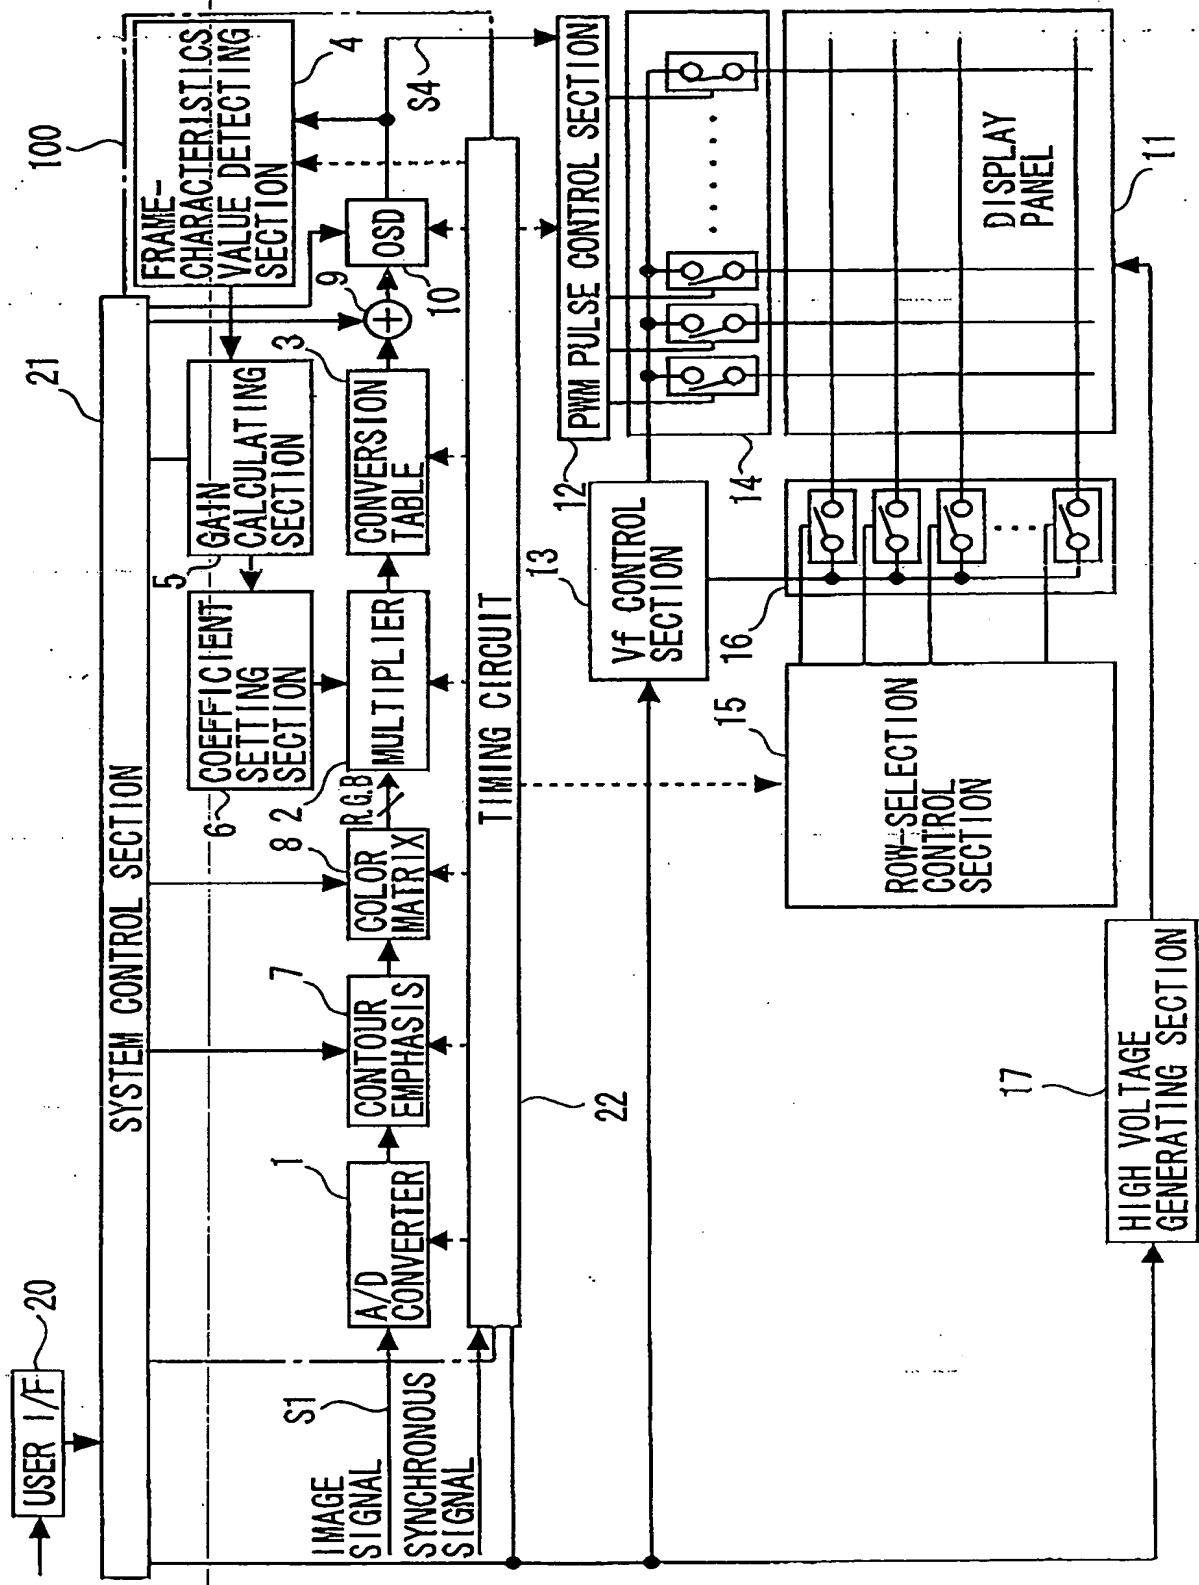 USER I/F
20
SYSTEM CONTROL SECTION
21
100
FRAME-
CHARACTERISTICS
VALUE DETECTING
SECTION
4
GAIN
CALCULATING
SECTION
5
COEFFICIENT
SETTING
SECTION
6
IMAGE
SIGNAL
S1
SYNCHRONOUS
SIGNAL
A/D
CONVERTER
1
CONTOUR
EMPHASIS
7
COLOR
MATRIX
8
R.G.B
MULTIPLIER
2
CONVERSION
TABLE
3
9
OSD
10
S4
TIMING CIRCUIT
22
PWM PULSE CONTROL SECTION
12
Vf CONTROL
SECTION
13
14
ROW-SELECTION
CONTROL
SECTION
15
16
DISPLAY
PANEL
11
HIGH VOLTAGE
GENERATING SECTION
17